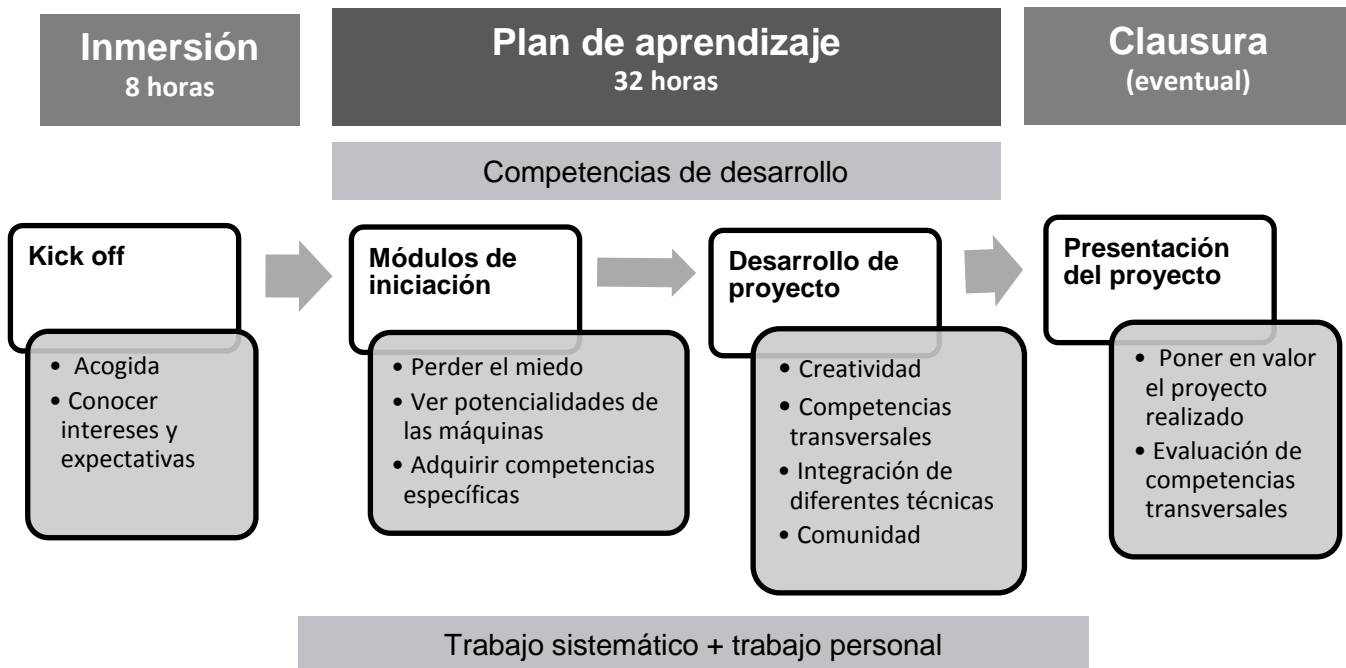 Inmersión
8 horas
Plan de aprendizaje
32 horas
Clausura
(eventual)
Competencias de desarrollo
Kick off
• Acogida
• Conocer
intereses y
expectativas
Módulos de
iniciación
• Perder el miedo
• Ver potencialidades de
las máquinas
• Adquirir competencias
específicas
Desarrollo de
proyecto
• Creatividad
• Competencias
transversales
• Integración de
diferentes técnicas
• Comunidad
Presentación
del proyecto
• Poner en valor
el proyecto
realizado
• Evaluación de
competencias
transversales
Trabajo sistemático + trabajo personal